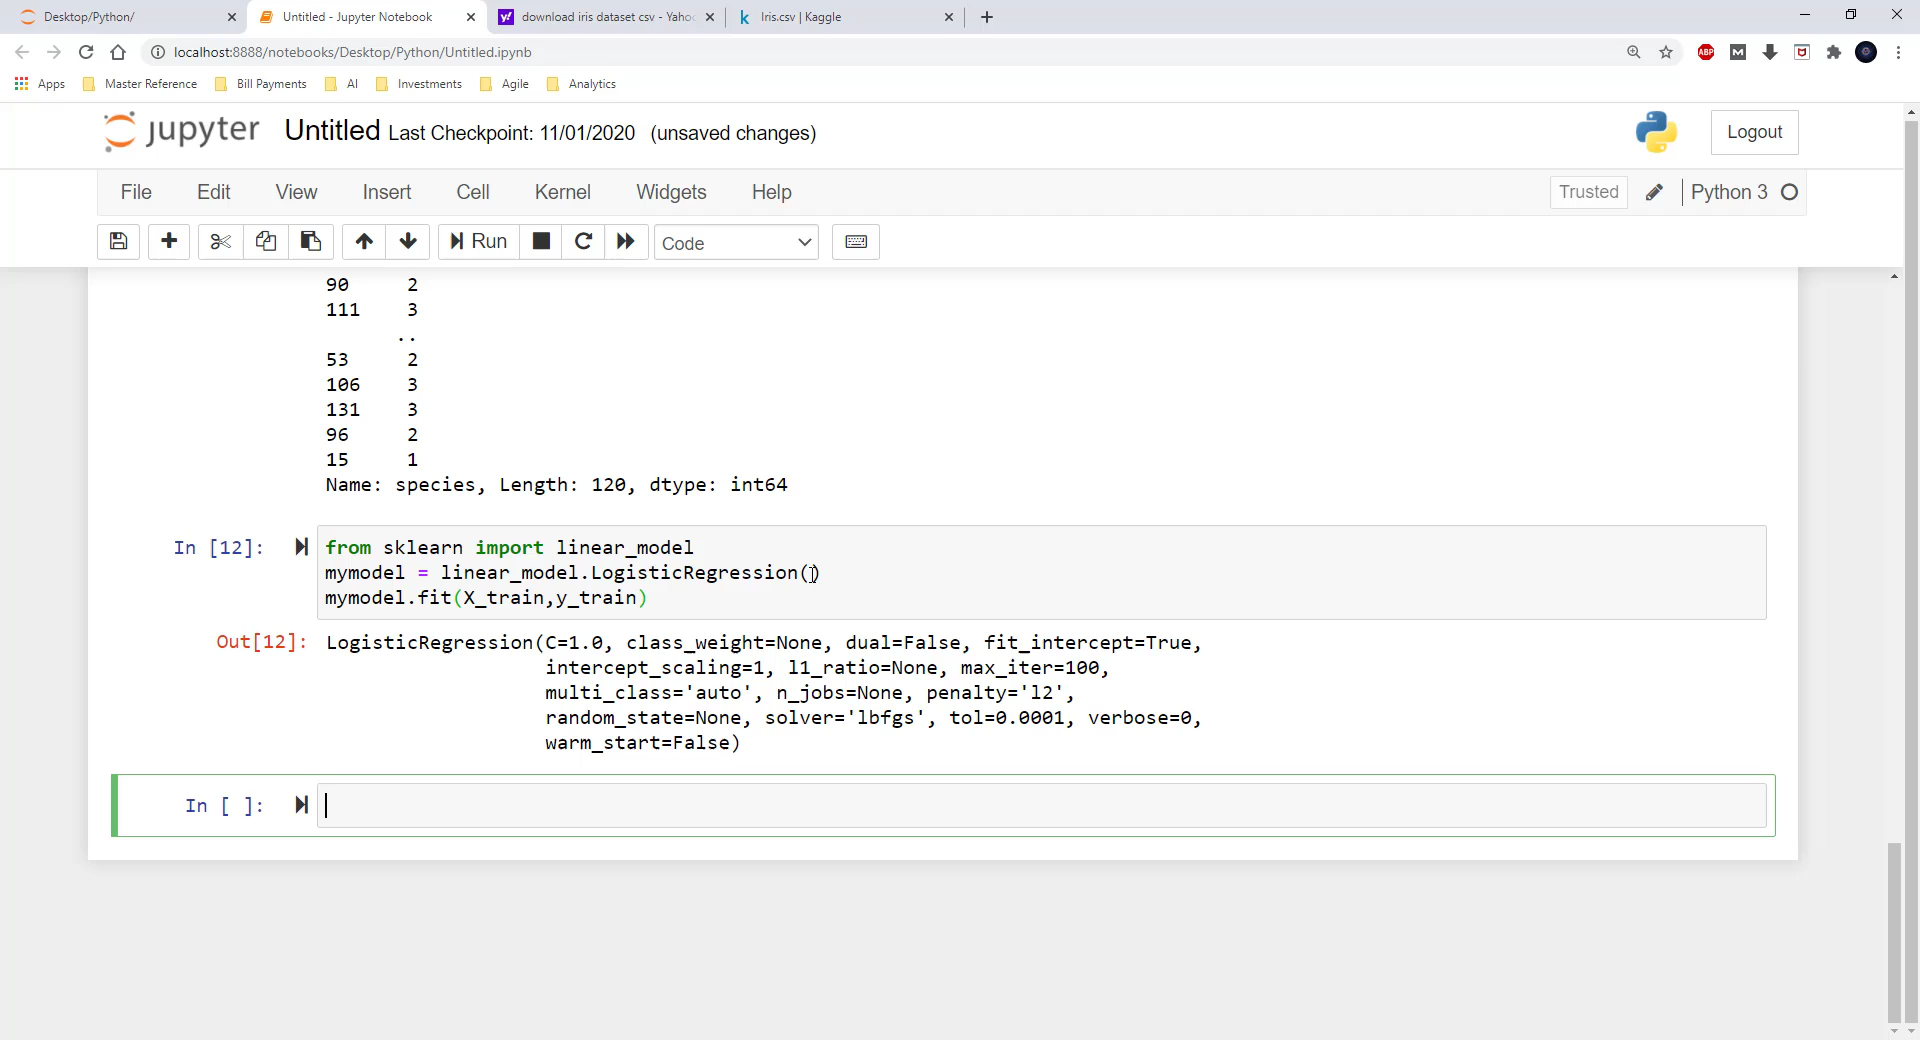 Desktop/Python/
Untitled - Jupyter Notebook
download iris dataset csv - Yahoo
Iris.csv | Kaggle
localhost:8888/notebooks/Desktop/Python/Untitled.ipynb
ABP
M
Apps Master Reference Bill Payments AI Investments Agile Analytics
jupyter Untitled Last Checkpoint: 11/01/2020 (unsaved changes)
Logout
File Edit View Insert Cell Kernel Widgets Help
Trusted Python 3
Run Code
90 2
111 3
..
53 2
106 3
131 3
96 2
15 1
Name: species, Length: 120, dtype: int64
In [12]: from sklearn import linear_model
mymodel = linear_model.LogisticRegression()
mymodel.fit(X_train,y_train)
Out[12]: LogisticRegression(C=1.0, class_weight=None, dual=False, fit_intercept=True,
intercept_scaling=1, l1_ratio=None, max_iter=100,
multi_class='auto', n_jobs=None, penalty='l2',
random_state=None, solver='lbfgs', tol=0.0001, verbose=0,
warm_start=False)
In [ ]: